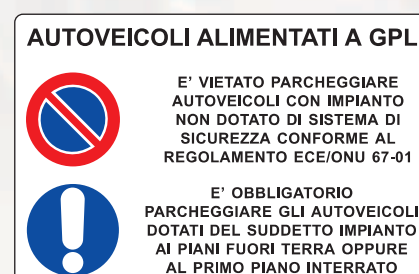 AUTOVEICOLI ALIMENTATI A GPL
E' VIETATO PARCHEGGIARE
AUTOVEICOLI CON IMPIANTO
NON DOTATO DI SISTEMA DI
SICUREZZA CONFORME AL
REGOLAMENTO ECE/ONU 67-01
E' OBBLIGATORIO
PARCHEGGIARE GLI AUTOVEICOLI
DOTATI DEL SUDDETTO IMPIANTO
AI PIANI FUORI TERRA OPPURE
AL PRIMO PIANO INTERRATO